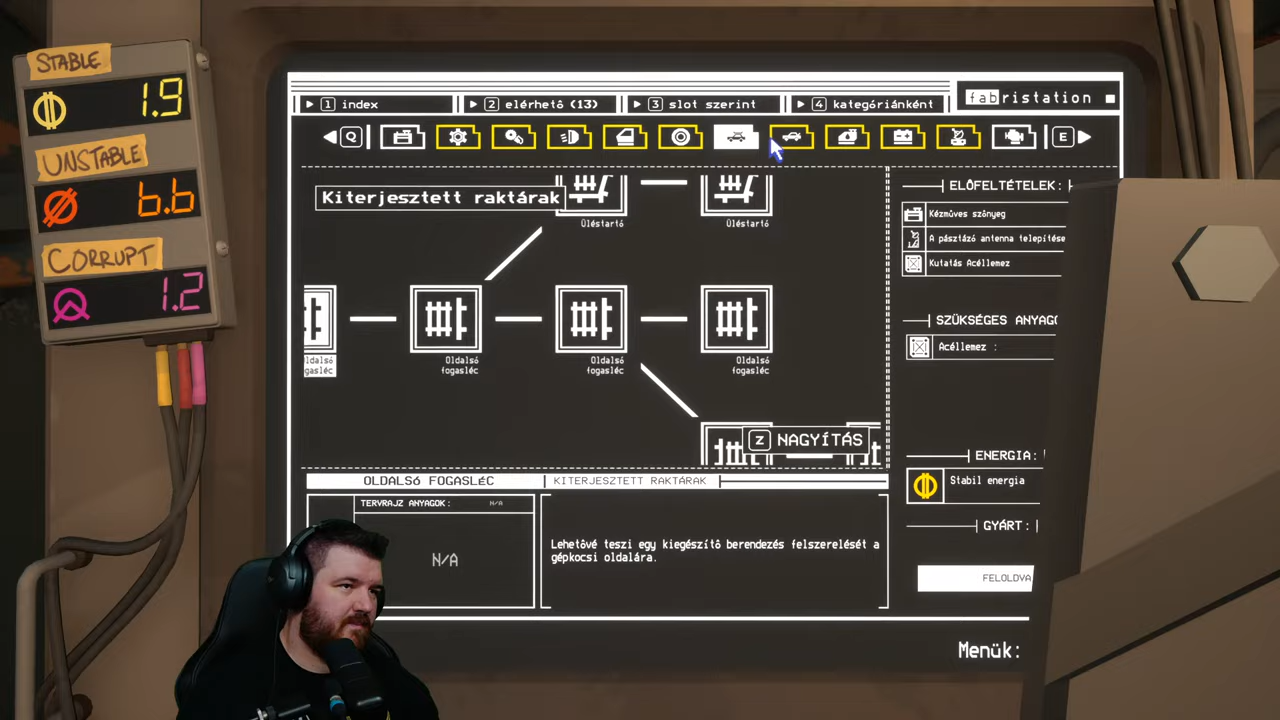 STABLE
1.9
UNSTABLE
6.6
CORRUPT
1.2
1 index
2 elérhető (13)
3 slot szerint
4 kategóriánként
fabristation
Q
E
Kiterjesztett raktárak
Üléstartó
Üléstartó
Oldalsó
fogasléc
Oldalsó
fogasléc
Oldalsó
fogasléc
Z NAGYÍTÁS
ELŐFELTÉTELEK:
Kézműves szőnyeg
A pásztázó antenna telepítése
Kutatás Acéllemez
SZÜKSÉGES ANYAGO
Acéllemez :
ENERGIA:
Stabil energia
GYÁRT:
FELOLDVA
OLDALSÓ FOGASLÉC
KITERJESZTETT RAKTÁRAK
TERVRAJZ ANYAGOK: N/A
N/A
Lehetővé teszi egy kiegészítő berendezés felszerelését a
gépkocsi oldalára.
Menük: